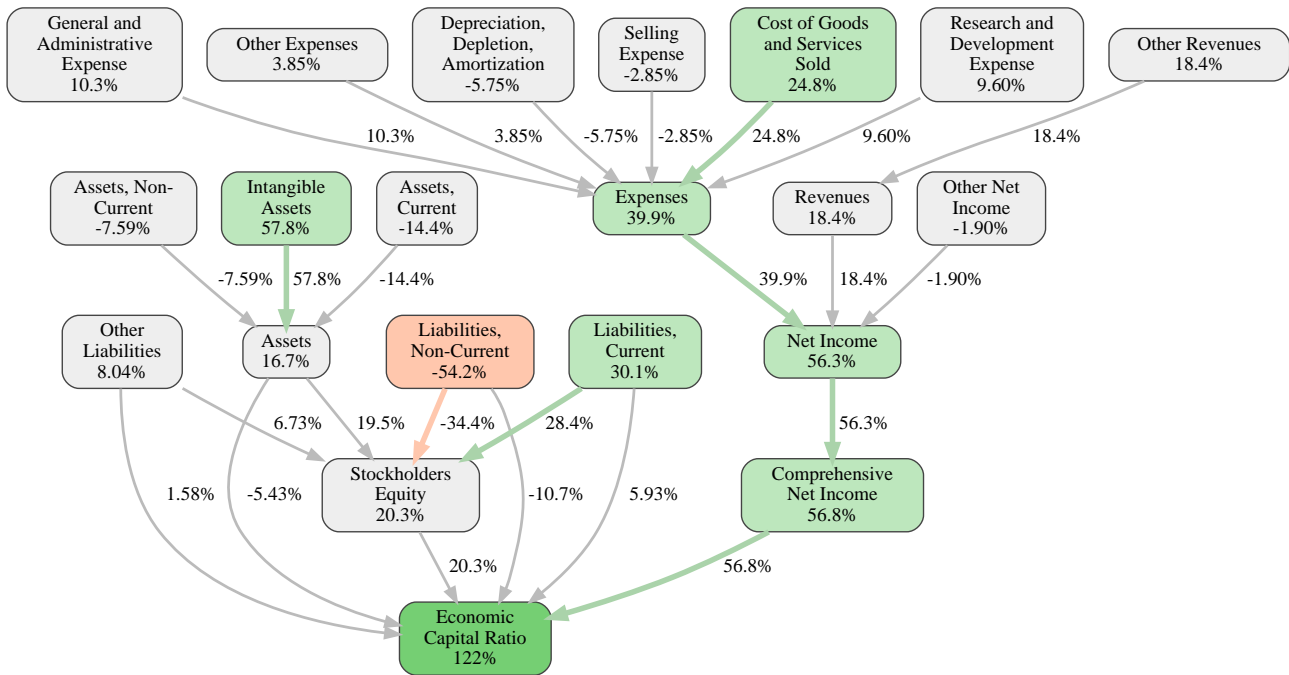 General and
Administrative
Expense
10.3%
Other Expenses
3.85%
Depreciation,
Depletion,
Amortization
-5.75%
Selling
Expense
-2.85%
Cost of Goods
and Services
Sold
24.8%
Research and
Development
Expense
9.60%
Other Revenues
18.4%
10.3%
3.85%
-5.75%
-2.85%
24.8%
9.60%
18.4%
Assets, Non-
Current
-7.59%
Intangible
Assets
57.8%
Assets,
Current
-14.4%
Expenses
39.9%
Revenues
18.4%
Other Net
Income
-1.90%
-7.59%
57.8%
-14.4%
39.9%
18.4%
-1.90%
Other
Liabilities
8.04%
Assets
16.7%
Liabilities,
Non-Current
-54.2%
Liabilities,
Current
30.1%
Net Income
56.3%
6.73%
19.5%
-34.4%
28.4%
56.3%
1.58%
-5.43%
Stockholders
Equity
20.3%
-10.7%
5.93%
Comprehensive
Net Income
56.8%
20.3%
56.8%
Economic
Capital Ratio
122%